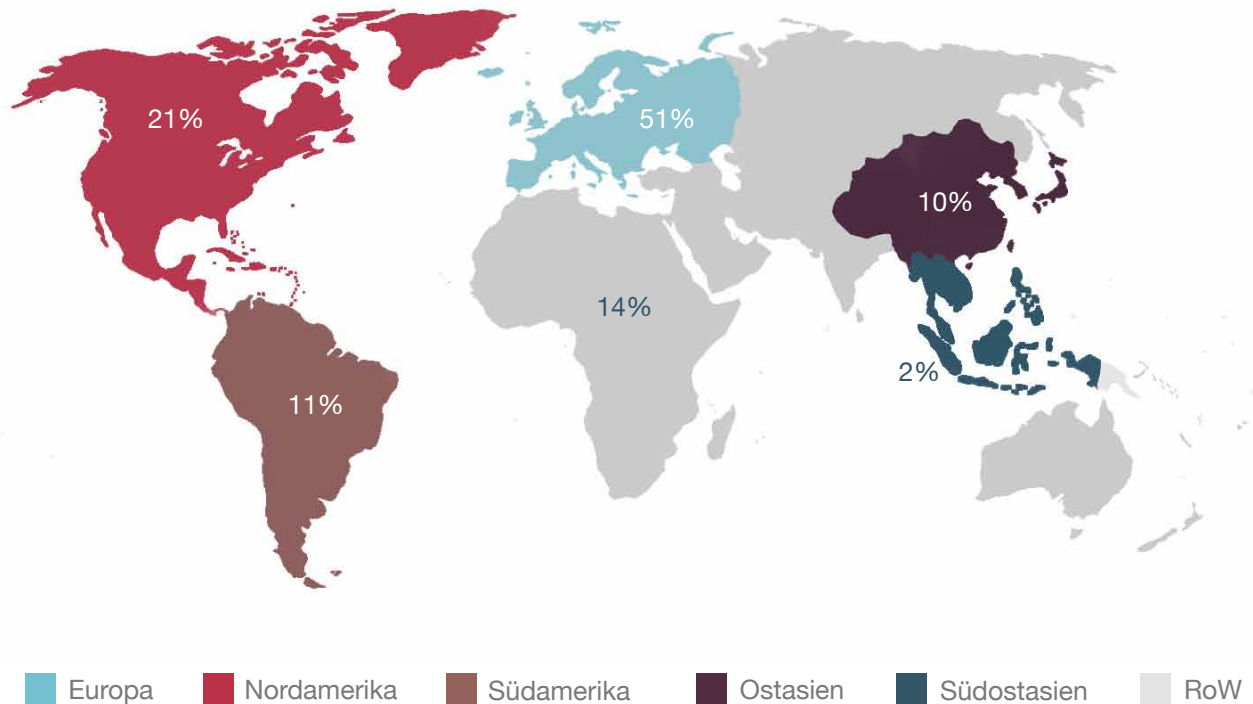 21%
51%
10%
14%
2%
11%
Europa
Nordamerika
Südamerika
Ostasien
Südostasien
RoW